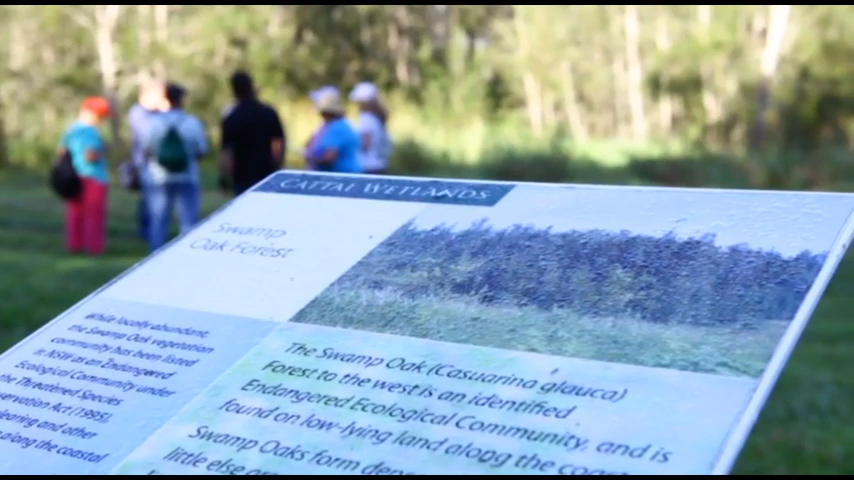 CATTAI WETLANDS
Swamp
Oak Forest
While locally abundant,
the Swamp Oak vegetation
community has been listed
in NSW as an Endangered
Ecological Community under
the Threatened Species
servation Act (1995).
learing and other
along the coastal
The Swamp Oak (Casuarina glauca)
Forest to the west is an identified
Endangered Ecological Community, and is
found on low-lying land along the coast
Swamp Oaks form dens
little else